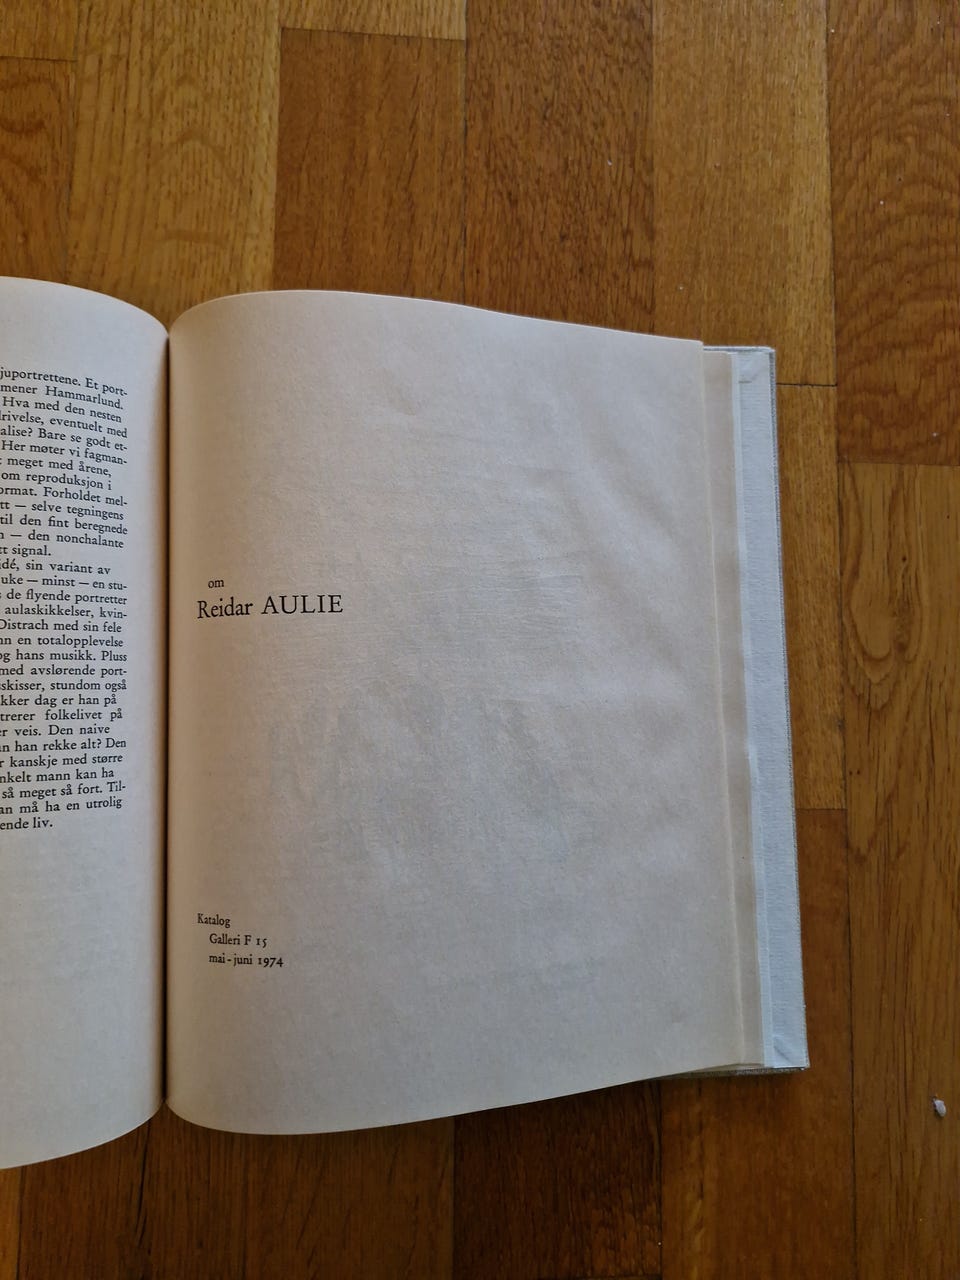 juportrettene. Et port-
mener Hammarlund.
Hva med den nesten
rivelse, eventuelt med
alise? Bare se godt et-
Her møter vi fagman-
meget med årene,
om reproduksjon i
ormat. Forholdet mel-
tt — selve tegningens
til den fint beregnede
— den nonchalante
tt signal.
idé, sin variant av
uke — minst — en stu-
de flyende portretter
aulaskikkelser, kvin-
Distrach med sin fele
nn en totalopplevelse
og hans musikk. Pluss
med avslørende port-
skisser, stundom også
kker dag er han på
trerer folkelivet på
er veis. Den naive
an han rekke alt? Den
r kanskje med større
nkelt mann kan ha
så meget så fort. Til-
an må ha en utrolig
ende liv.
om
Reidar AULIE
Katalog
Galleri F 15
mai-juni 1974